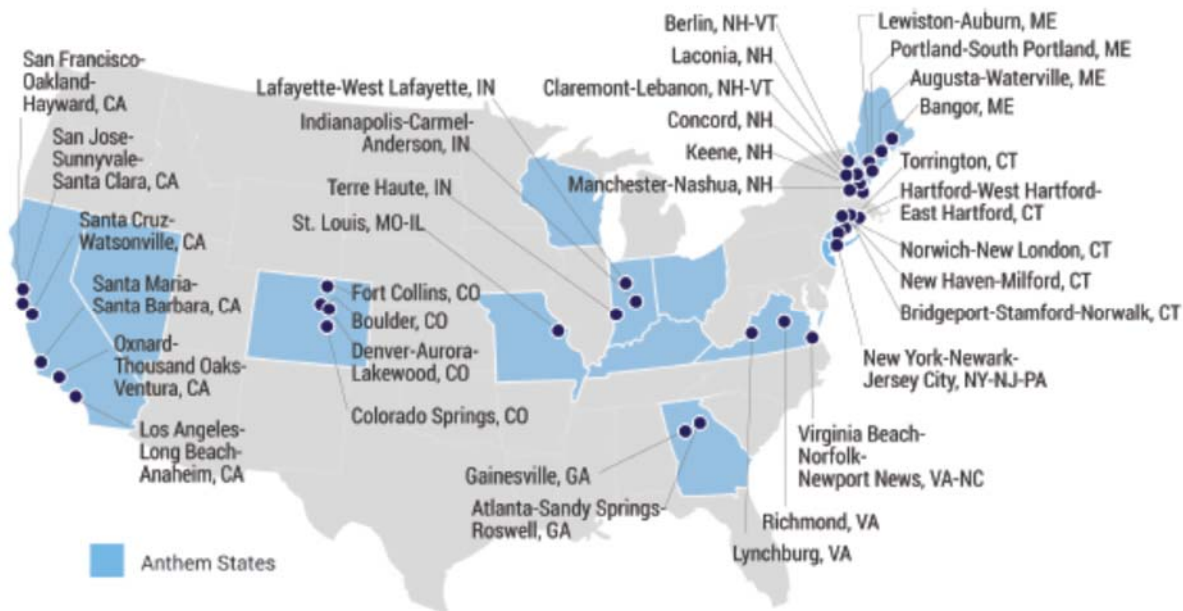 San Francisco-
Oakland-
Hayward, CA
San Jose-
Sunnyvale-
Santa Clara, CA
Santa Cruz-
Watsonville, CA
Santa Maria-
Santa Barbara, CA
Oxnard-
Thousand Oaks-
Ventura, CA
Los Angeles-
Long Beach-
Anaheim, CA
Lafayette-West Lafayette, IN
Indianapolis-Carmel-
Anderson, IN
Terre Haute, IN
St. Louis, MO-IL
Fort Collins, CO
Boulder, CO
Denver-Aurora-
Lakewood, CO
Colorado Springs, CO
Berlin, NH-VT
Laconia, NH
Claremont-Lebanon, NH-VT
Concord, NH
Keene, NH
Manchester-Nashua, NH
Lewiston-Auburn, ME
Portland-South Portland, ME
Augusta-Waterville, ME
Bangor, ME
Torrington, CT
Hartford-West Hartford-
East Hartford, CT
Norwich-New London, CT
New Haven-Milford, CT
Bridgeport-Stamford-Norwalk, CT
New York-Newark-
Jersey City, NY-NJ-PA
Virginia Beach-
Norfolk-
Newport News, VA-NC
Richmond, VA
Lynchburg, VA
Gainesville, GA
Atlanta-Sandy Springs-
Roswell, GA
Anthem States